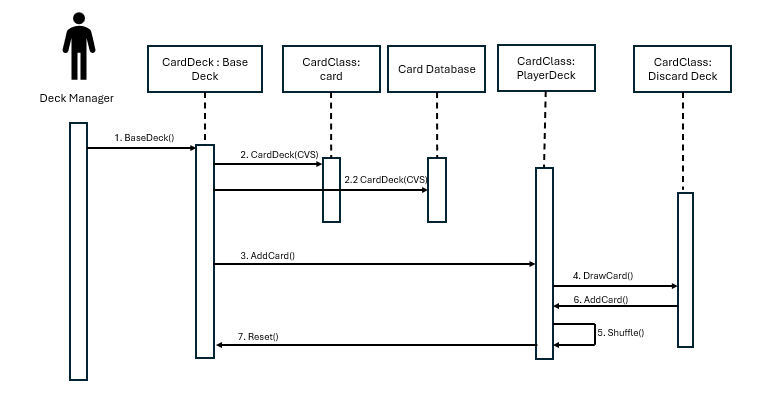 CardDeck : Base
Deck
CardClass:
card
Card Database
CardClass:
PlayerDeck
CardClass:
Discard Deck
Deck Manager
1. BaseDeck()
2. CardDeck(CVS)
2.2 CardDeck(CVS)
3. AddCard()
4. DrawCard()
6. AddCard()
5. Shuffle()
7. Reset()